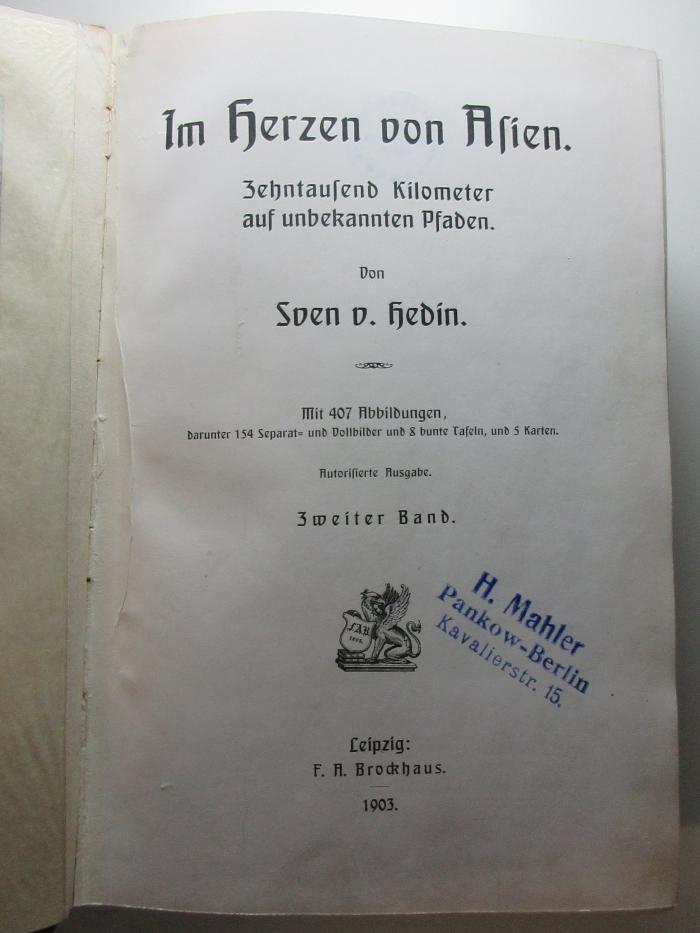 Im Herzen von Aſien.
Zehntauſend Kilometer
auf unbekannten Pfaden.
Von
Sven v. Hedin.
Mit 407 Abbildungen,
darunter 154 Separat= und Vollbilder und 8 bunte Tafeln, und 5 Karten.
Autoriſierte Ausgabe.
Zweiter Band.
H. Mahler
Pankow-Berlin
Kavalierstr. 15.
F.A.B.
Leipzig:
F. A. Brockhaus.
1903.